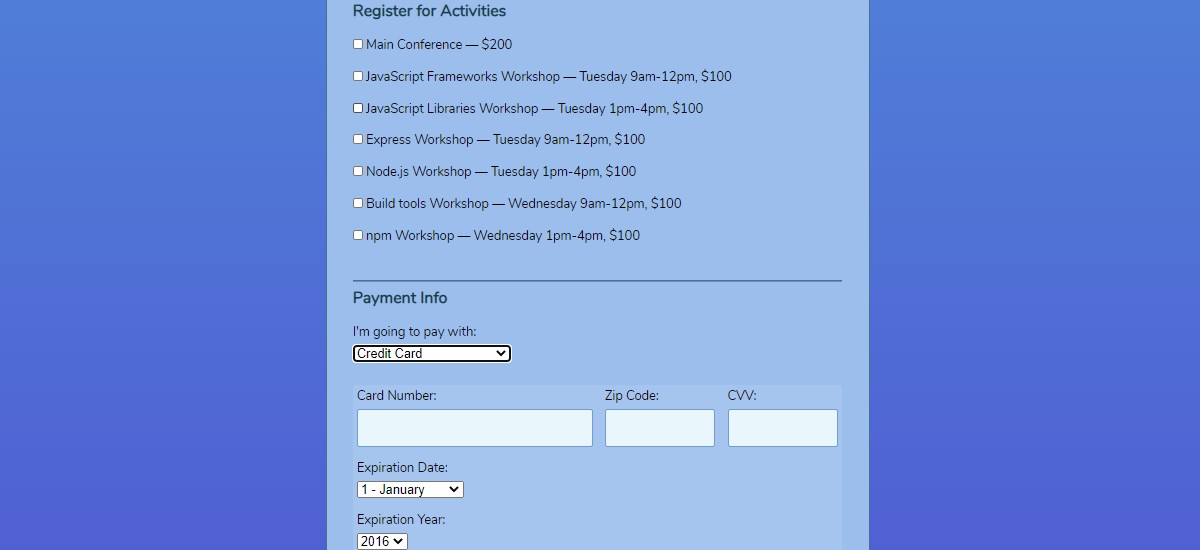 Register for Activities
Main Conference — $200
JavaScript Frameworks Workshop — Tuesday 9am-12pm, $100
JavaScript Libraries Workshop — Tuesday 1pm-4pm, $100
Express Workshop — Tuesday 9am-12pm, $100
Node.js Workshop — Tuesday 1pm-4pm, $100
Build tools Workshop — Wednesday 9am-12pm, $100
npm Workshop — Wednesday 1pm-4pm, $100
Payment Info
I'm going to pay with:
Credit Card
Card Number: Zip Code: CVV:
Expiration Date:
1 - January
Expiration Year:
2016